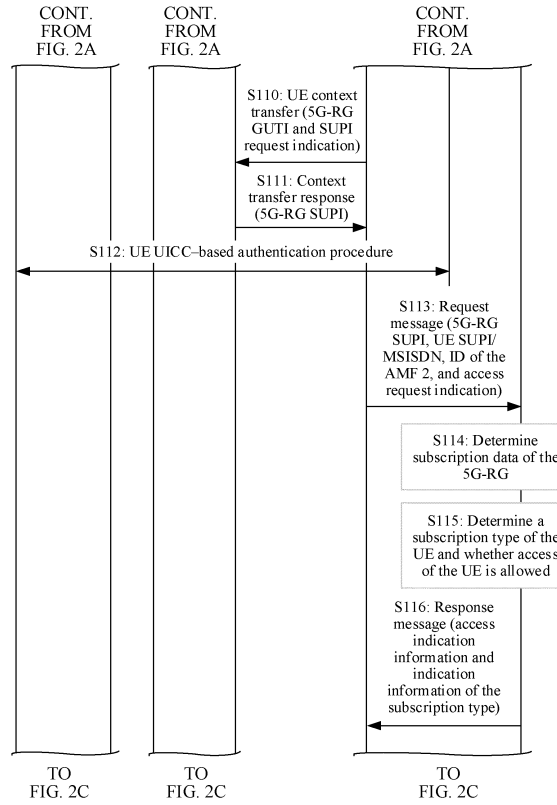 CONT.
FROM
FIG. 2A
CONT.
FROM
FIG. 2A
CONT.
FROM
FIG. 2A
S110: UE context
transfer (5G-RG
GUTI and SUPI
request indication)
S111: Context
transfer response
(5G-RG SUPI)
S112: UE UICC–based authentication procedure
S113: Request
message (5G-RG
SUPI, UE SUPI/
MSISDN, ID of the
AMF 2, and access
request indication)
S114: Determine
subscription data of the
5G-RG
S115: Determine a
subscription type of the
UE and whether access
of the UE is allowed
S116: Response
message (access
indication
information and
indication
information of the
subscription type)
TO
FIG. 2C
TO
FIG. 2C
TO
FIG. 2C